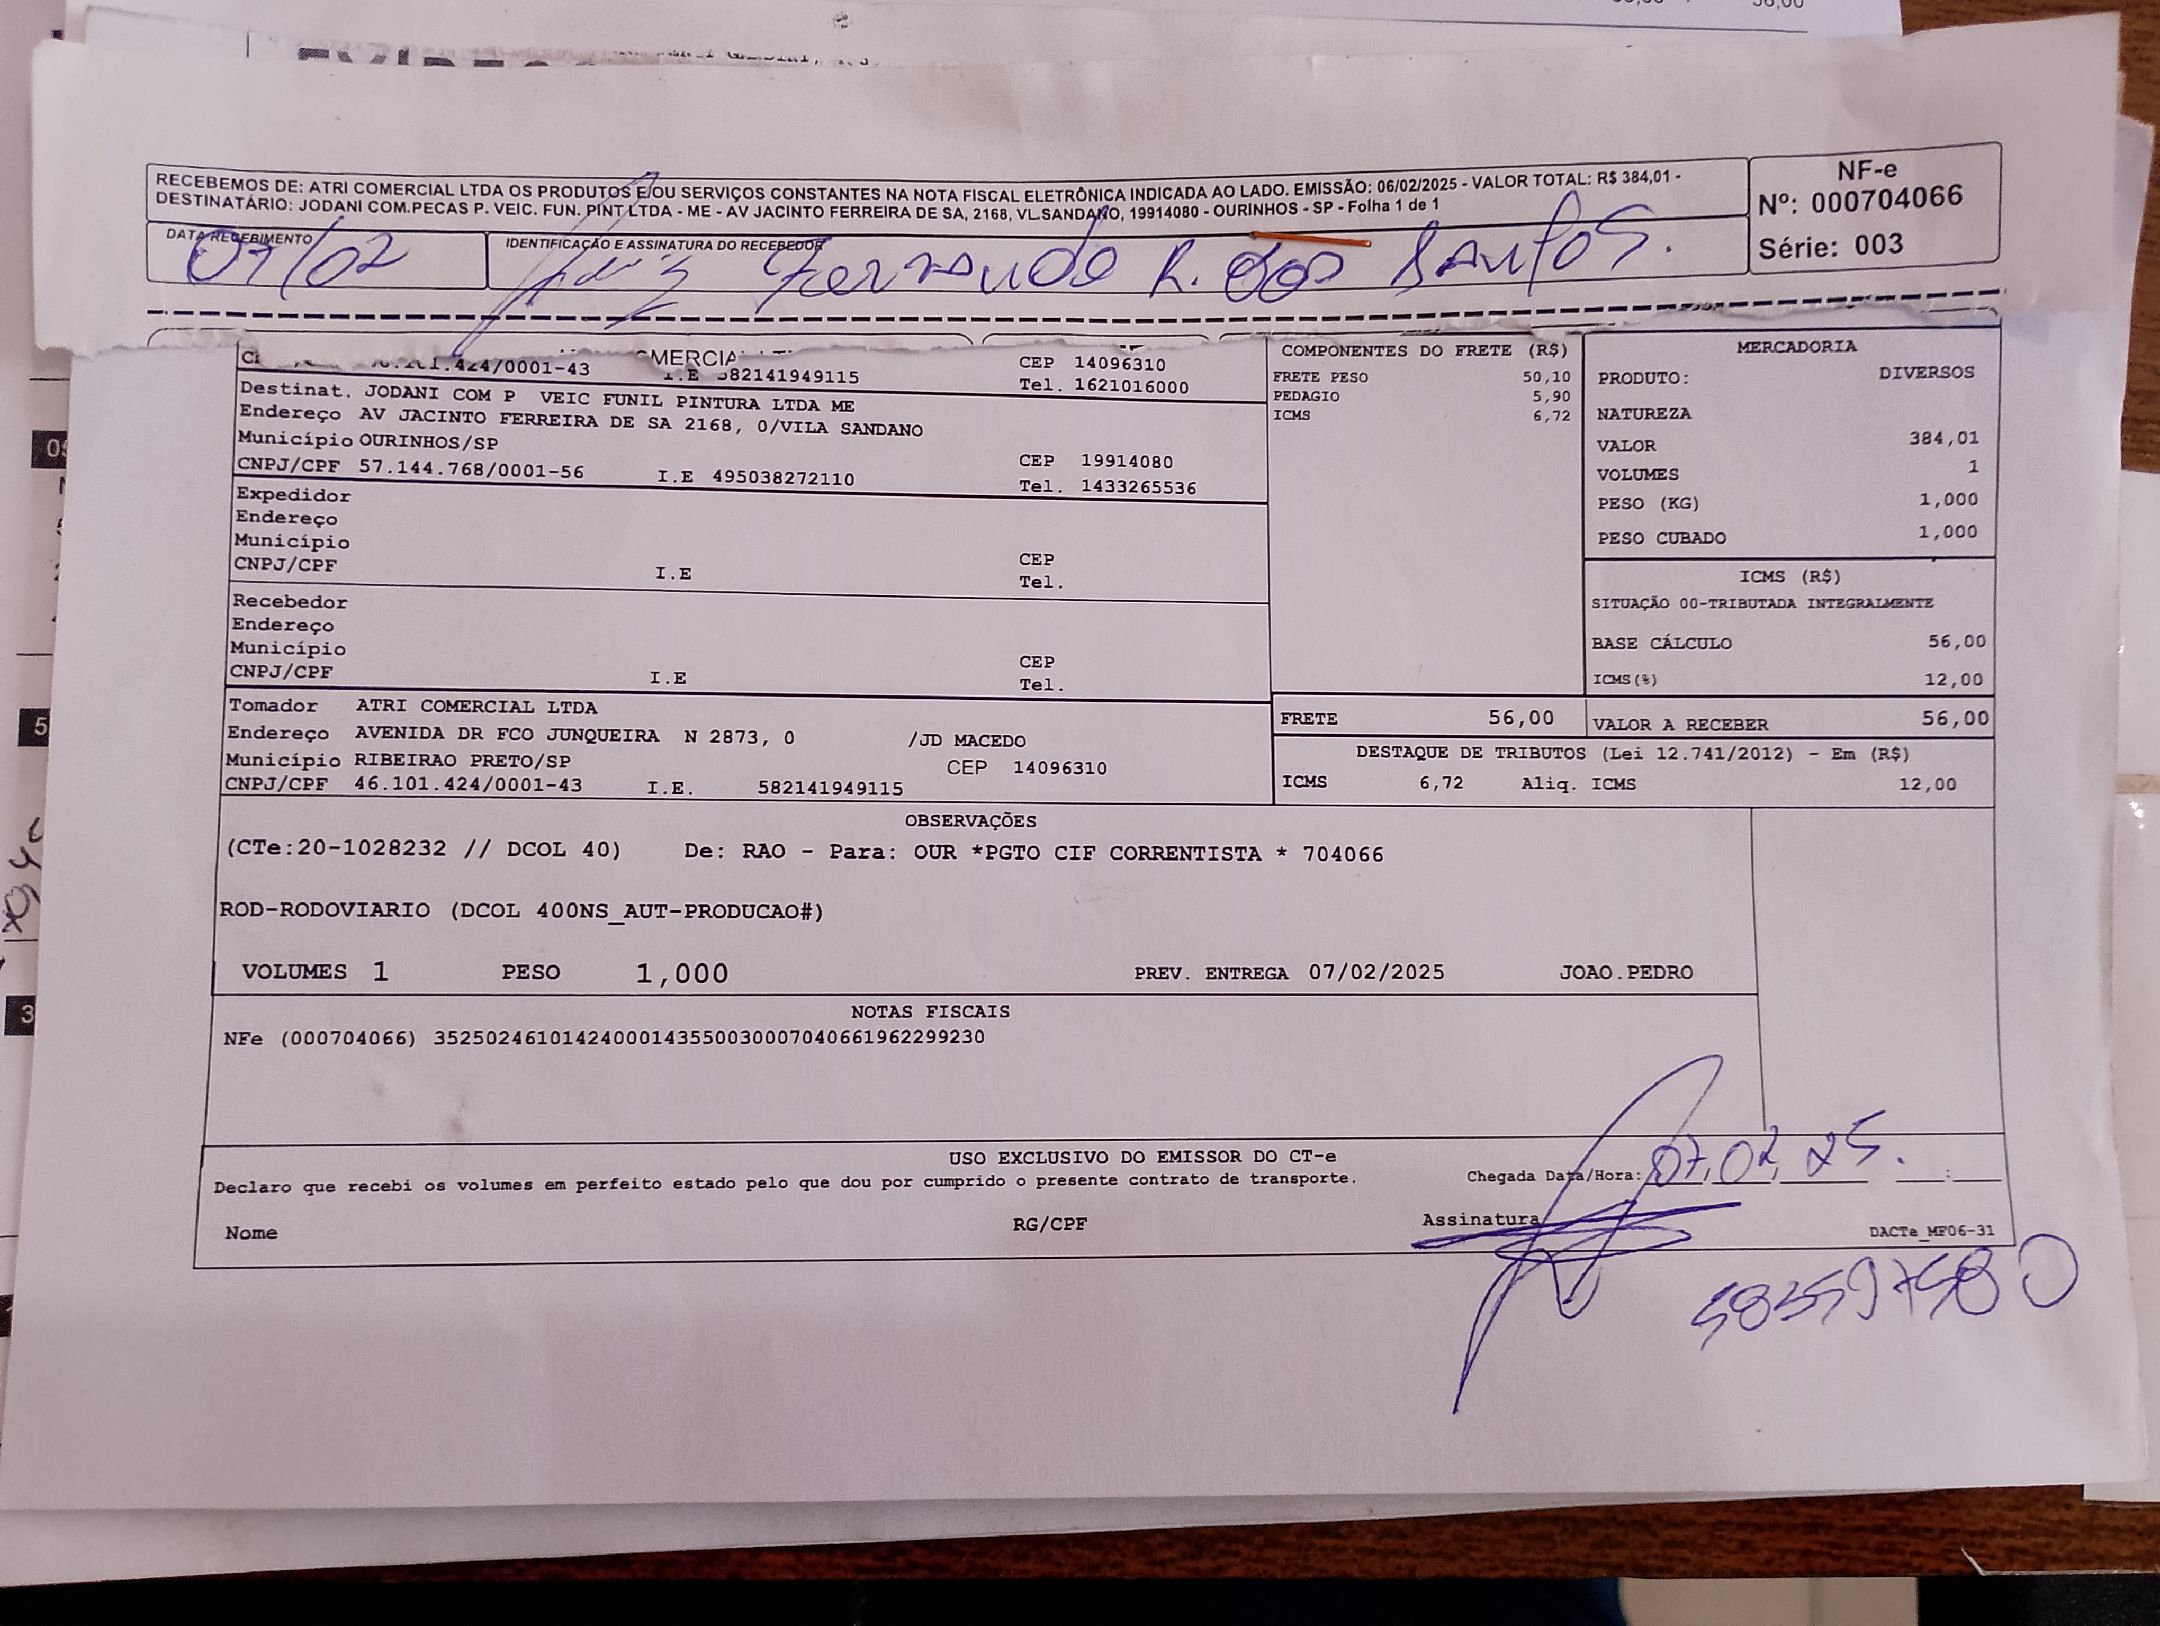 56,00
RECEBEMOS DE: ATRI COMERCIAL LTDA OS PRODUTOS E/OU SERVIÇOS CONSTANTES NA NOTA FISCAL ELETRÔNICA INDICADA AO LADO. EMISSÃO: 06/02/2025 - VALOR TOTAL: R$ 384,01 -
DESTINATÁRIO: JODANI COM.PECAS P. VEIC. FUN. PINT LTDA - ME - AV JACINTO FERREIRA DE SA, 2168, VL.SANDANO, 19914080 - OURINHOS - SP - Folha 1 de 1
NF-e
Nº: 000704066
Série: 003
DATA RECEBIMENTO
07/02
IDENTIFICAÇÃO E ASSINATURA DO RECEBEDOR
Luiz Fernando R. dos Santos.
.424/0001-43 I.E 582141949115
CEP 14096310
Tel. 1621016000
Destinat. JODANI COM P VEIC FUNIL PINTURA LTDA ME
Endereço AV JACINTO FERREIRA DE SA 2168, 0/VILA SANDANO
Município OURINHOS/SP
CNPJ/CPF 57.144.768/0001-56 I.E 495038272110
CEP 19914080
Tel. 1433265536
Expedidor
Endereço
Município
CNPJ/CPF I.E
CEP
Tel.
Recebedor
Endereço
Município
CNPJ/CPF I.E
CEP
Tel.
Tomador ATRI COMERCIAL LTDA
Endereço AVENIDA DR FCO JUNQUEIRA N 2873, 0 /JD MACEDO
Município RIBEIRAO PRETO/SP CEP 14096310
CNPJ/CPF 46.101.424/0001-43 I.E. 582141949115
COMPONENTES DO FRETE (R$)
FRETE PESO 50,10
PEDAGIO 5,90
ICMS 6,72
MERCADORIA
PRODUTO: DIVERSOS
NATUREZA
VALOR 384,01
VOLUMES 1
PESO (KG) 1,000
PESO CUBADO 1,000
ICMS (R$)
SITUAÇÃO 00-TRIBUTADA INTEGRALMENTE
BASE CÁLCULO 56,00
ICMS(%) 12,00
FRETE 56,00 VALOR A RECEBER 56,00
DESTAQUE DE TRIBUTOS (Lei 12.741/2012) - Em (R$)
ICMS 6,72 Aliq. ICMS 12,00
OBSERVAÇÕES
(CTe:20-1028232 // DCOL 40) De: RAO - Para: OUR *PGTO CIF CORRENTISTA * 704066
ROD-RODOVIARIO (DCOL 400NS_AUT-PRODUCAO#)
VOLUMES 1 PESO 1,000 PREV. ENTREGA 07/02/2025 JOAO.PEDRO
NOTAS FISCAIS
NFe (000704066) 35250246101424000143550030007040661962299230
USO EXCLUSIVO DO EMISSOR DO CT-e
Declaro que recebi os volumes em perfeito estado pelo que dou por cumprido o presente contrato de transporte.
Chegada Data/Hora: 07,02,25.
Nome RG/CPF Assinatura DACTe_MF06-31